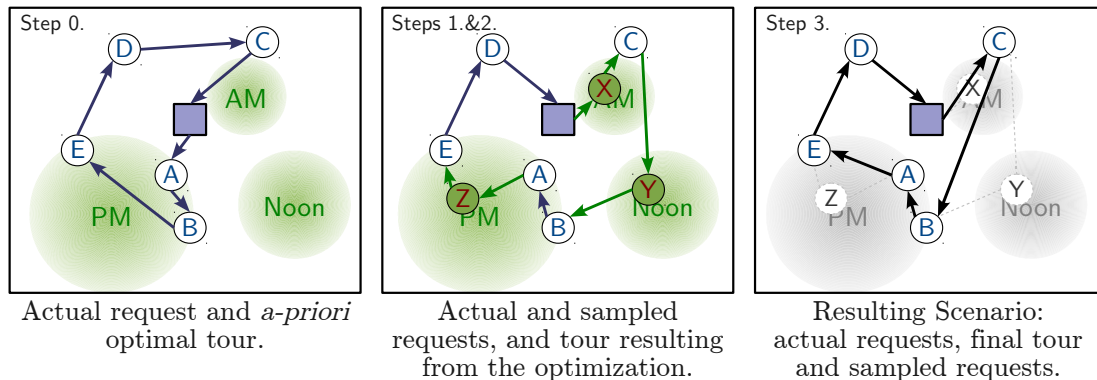 Step 0.
D
C
AM
E
A
PM
B
Noon
Actual request and a-priori
optimal tour.
Steps 1.&2.
D
C
X
AM
E
A
Z
Y
PM
B
Noon
Actual and sampled
requests, and tour resulting
from the optimization.
Step 3.
D
C
X
AM
E
A
Z
Y
PM
B
Noon
Resulting Scenario:
actual requests, final tour
and sampled requests.